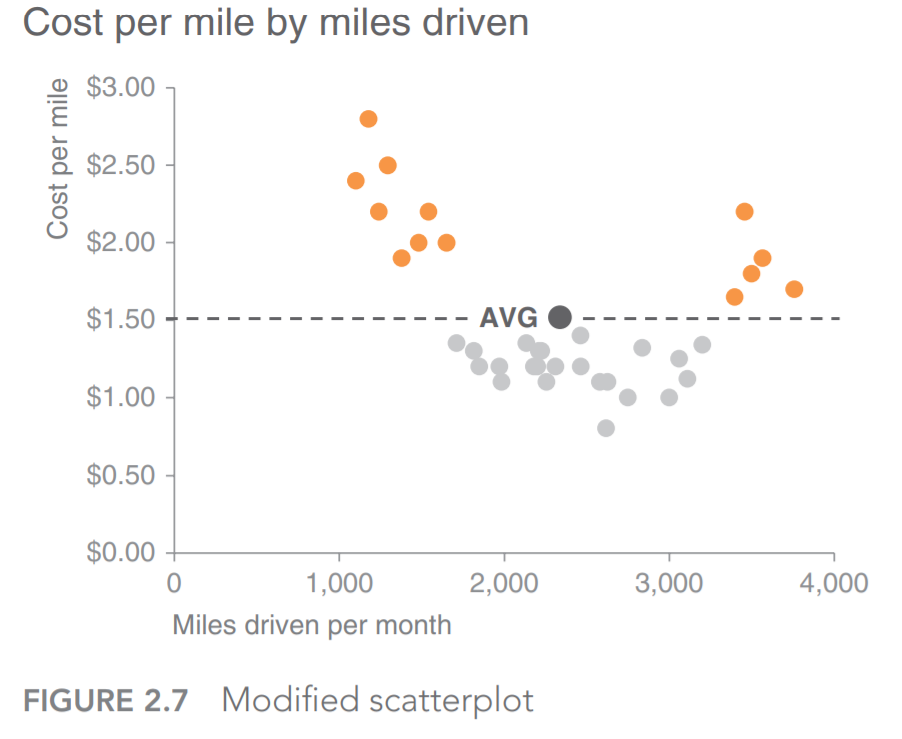 Cost per mile by miles driven
Cost per mile
$3.00
$2.50
$2.00
$1.50
AVG
$1.00
$0.50
$0.00
0 1,000 2,000 3,000 4,000
Miles driven per month
FIGURE 2.7 Modified scatterplot